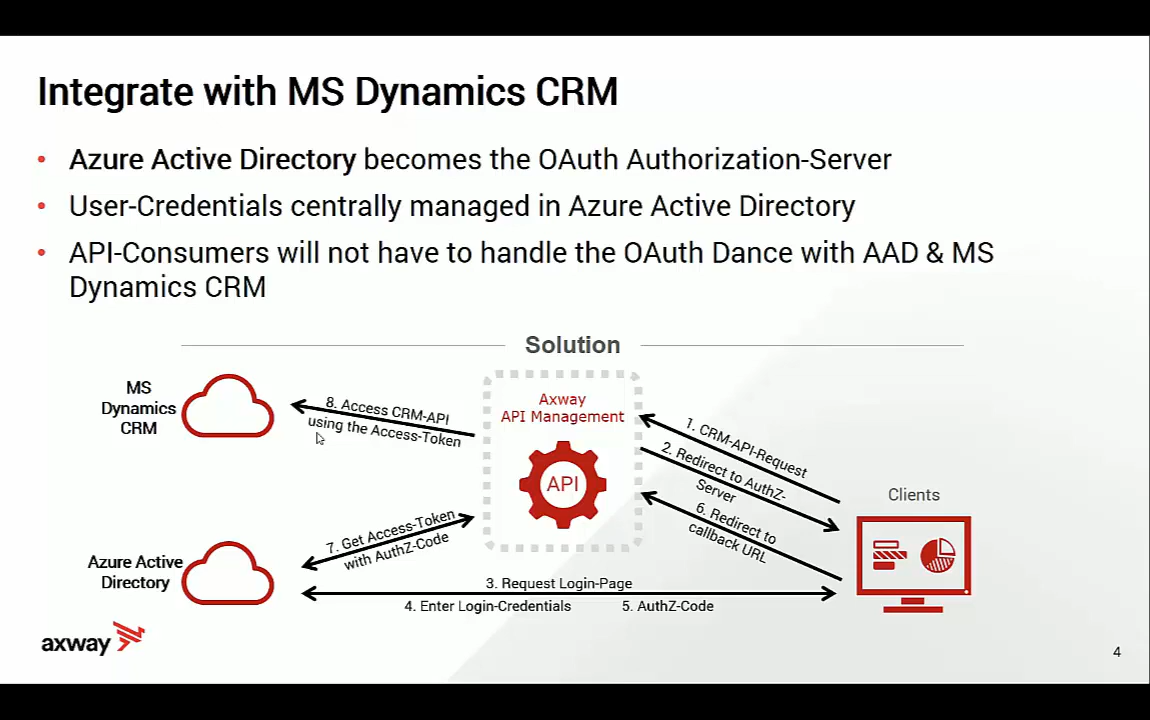 Integrate with MS Dynamics CRM
• Azure Active Directory becomes the OAuth Authorization-Server
• User-Credentials centrally managed in Azure Active Directory
• API-Consumers will not have to handle the OAuth Dance with AAD & MS
Dynamics CRM
Solution
MS
Dynamics
CRM
8. Access CRM-API
using the Access-Token
Axway
API Management
API
1. CRM-API-Request
2. Redirect to AuthZ-
Server
6. Redirect to
callback URL
Clients
Azure Active
Directory
7. Get Access-Token
with AuthZ-Code
3. Request Login-Page
4. Enter Login-Credentials
5. AuthZ-Code
axway
4